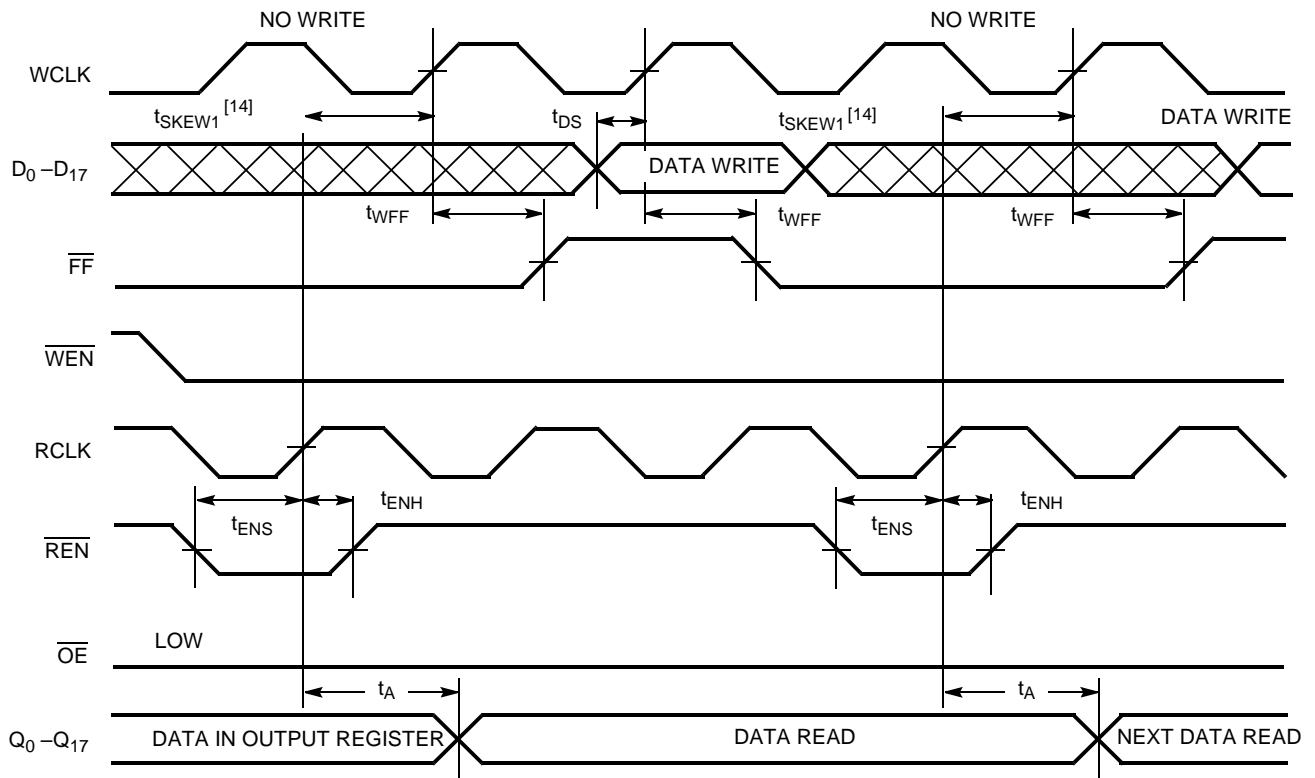 NO WRITE NO WRITE
WCLK
tSKEW1 [14] tDS tSKEW1 [14] DATA WRITE
D0 –D17 DATA WRITE
tWFF tWFF tWFF
FF
WEN
RCLK
tENS tENH tENS tENH
REN
LOW
OE
tA tA
Q0 –Q17 DATA IN OUTPUT REGISTER DATA READ NEXT DATA READ